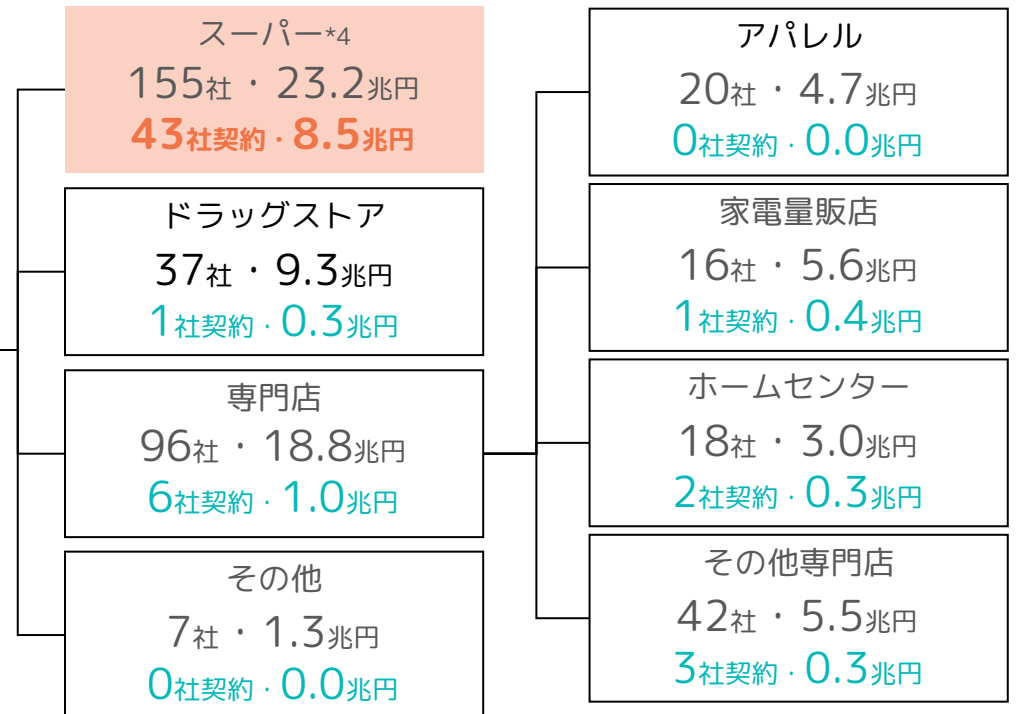 スーパー*4
155社・23.2兆円
43社契約・8.5兆円
ドラッグストア
37社・9.3兆円
1社契約・0.3兆円
専門店
96社・18.8兆円
6社契約・1.0兆円
その他
7社・1.3兆円
0社契約・0.0兆円
アパレル
20社・4.7兆円
0社契約・0.0兆円
家電量販店
16社・5.6兆円
1社契約・0.4兆円
ホームセンター
18社・3.0兆円
2社契約・0.3兆円
その他専門店
42社・5.5兆円
3社契約・0.3兆円